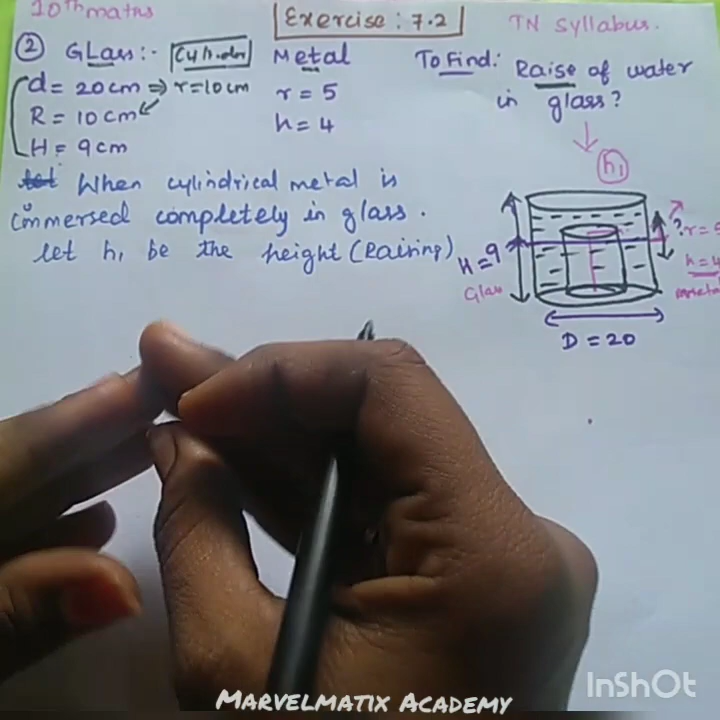 10th maths
Exercise : 7.2
TN Syllabus.
② GLass:- Cylinder
d = 20cm ⇒ r=10cm
R = 10cm
H = 9cm
Metal
r = 5
h = 4
To Find: Raise of water
in glass?
h₁
When cylindrical metal is
immersed completely in glass.
let h₁ be the height (Raising)
H=9
Glass
? r=5
h=4
metal
D = 20
InShOt
MARVELMATIX ACADEMY